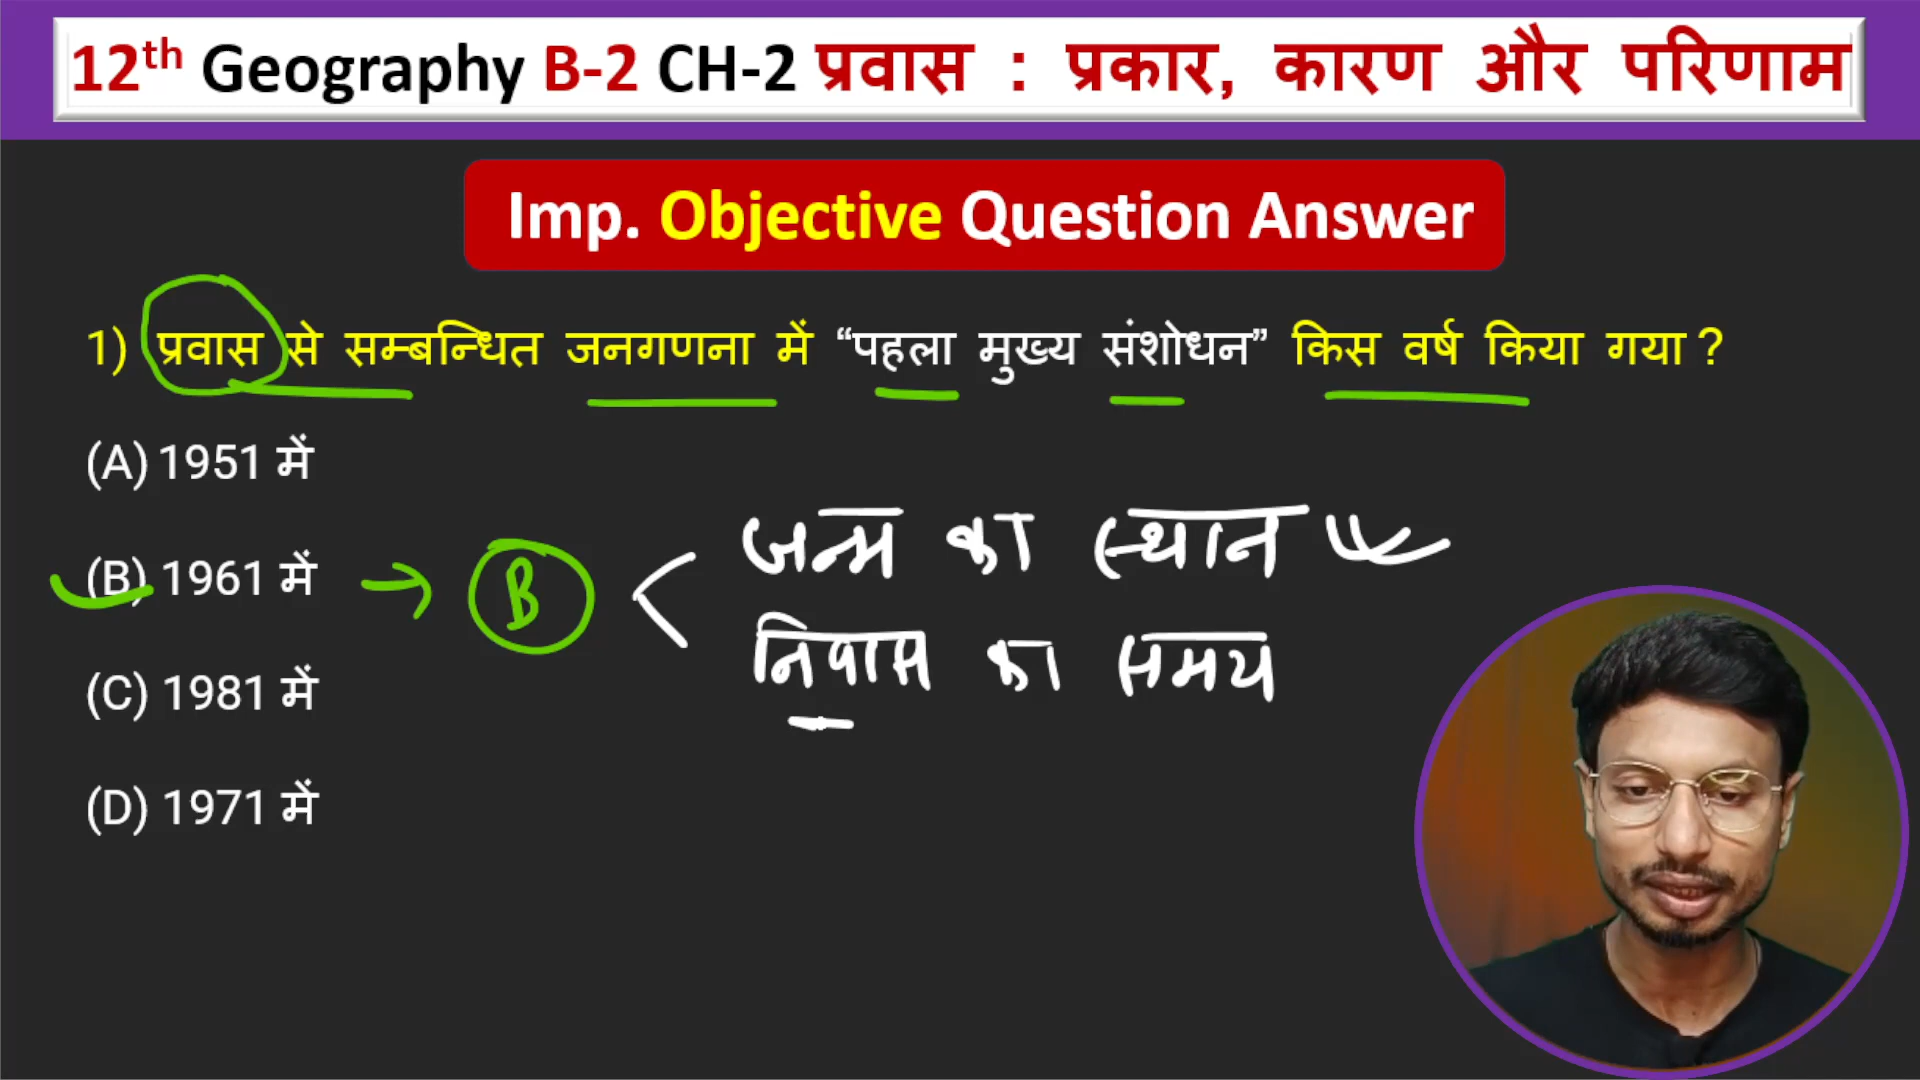 12th Geography B-2 CH-2 प्रवास : प्रकार, कारण और परिणाम
Imp. Objective Question Answer
1) प्रवास से सम्बन्धित जनगणना में “पहला मुख्य संशोधन” किस वर्ष किया गया ?
(A) 1951 में
(B) 1961 में → B
जन्म का स्थान
निवास का समय
(C) 1981 में
(D) 1971 में